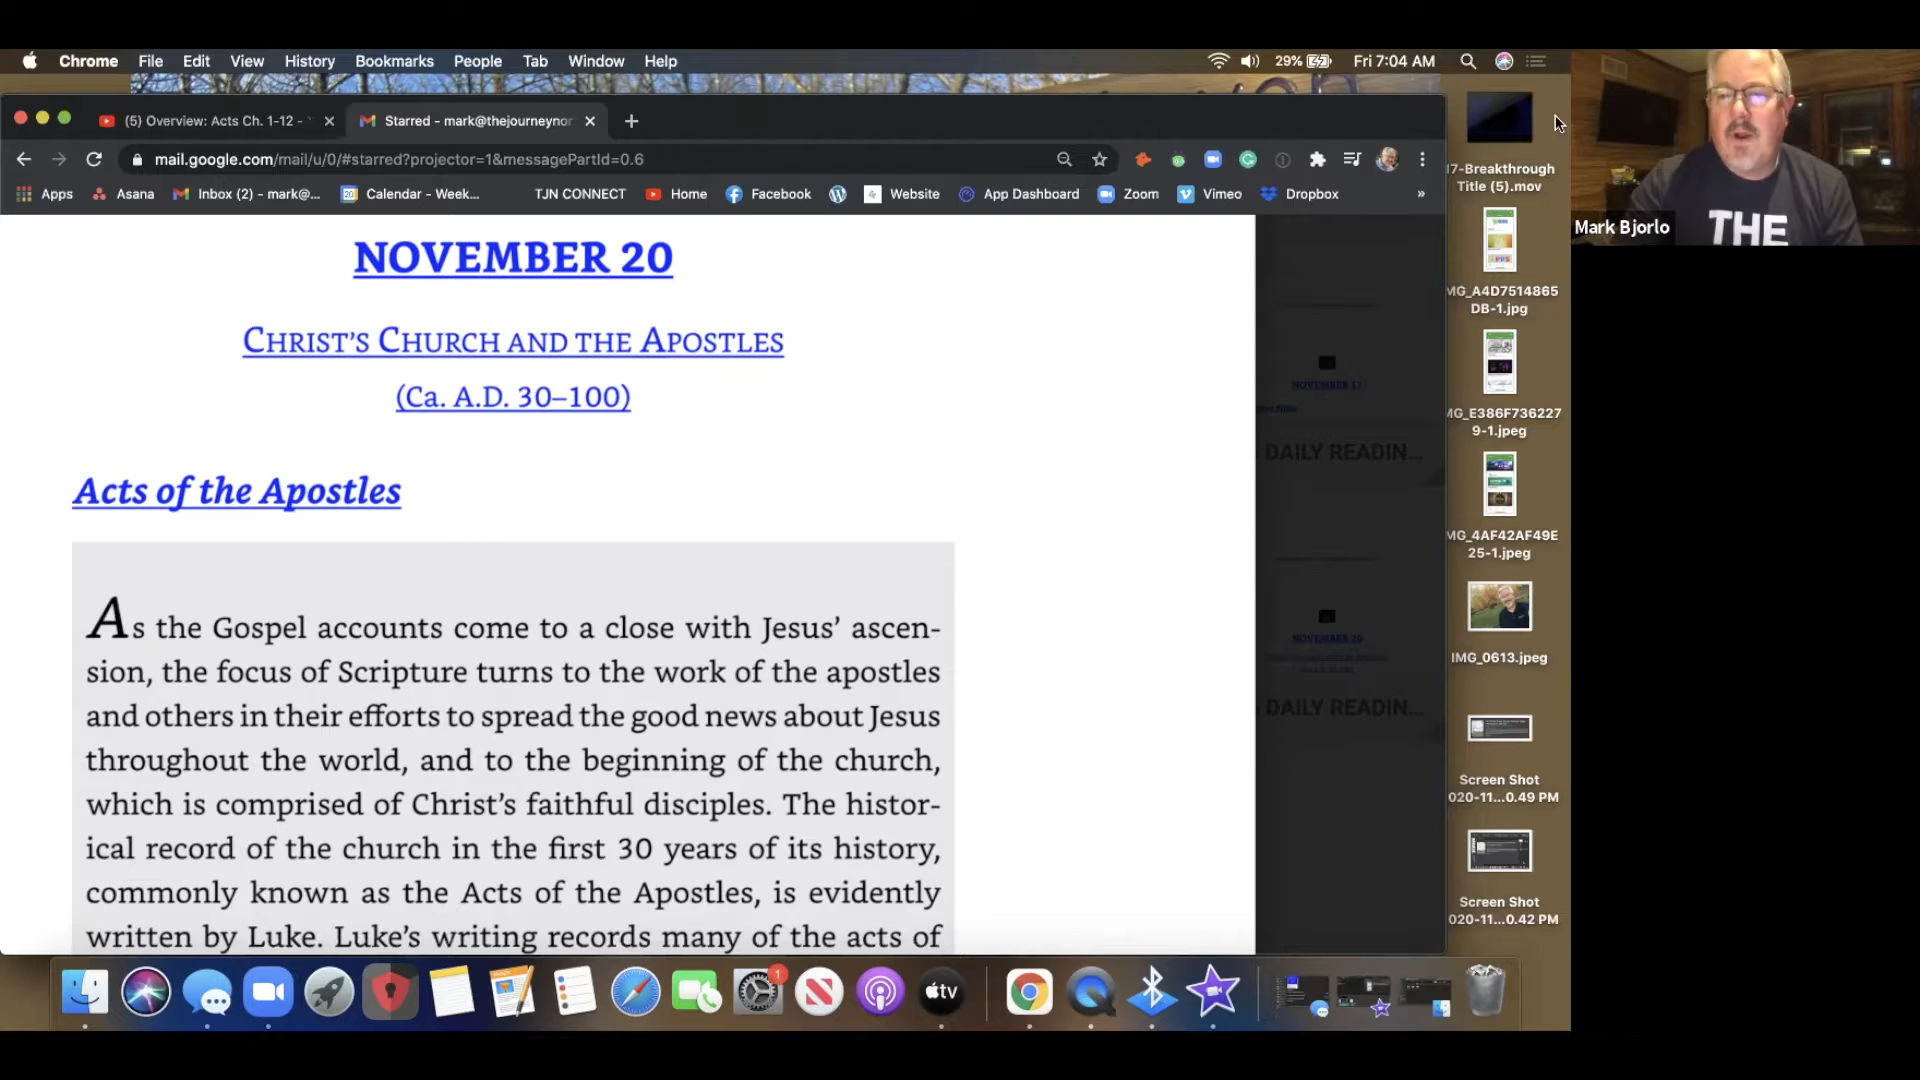 Chrome File Edit View History Bookmarks People Tab Window Help 29% Fri 7:04 AM
(5) Overview: Acts Ch. 1-12 - Starred - mark@thejourneynor
mail.google.com/mail/u/0/#starred?projector=1&messagePartId=0.6
Apps Asana Inbox (2) - mark@... Calendar - Week... TJN CONNECT Home Facebook Website App Dashboard Zoom Vimeo Dropbox »
NOVEMBER 20
CHRIST'S CHURCH AND THE APOSTLES
(Ca. A.D. 30–100)
Acts of the Apostles
As the Gospel accounts come to a close with Jesus' ascen-
sion, the focus of Scripture turns to the work of the apostles
and others in their efforts to spread the good news about Jesus
throughout the world, and to the beginning of the church,
which is comprised of Christ's faithful disciples. The histor-
ical record of the church in the first 30 years of its history,
commonly known as the Acts of the Apostles, is evidently
written by Luke. Luke's writing records many of the acts of
NOVEMBER 17
DAILY READIN...
NOVEMBER 20
DAILY READIN...
17-Breakthrough
Title (5).mov
MG_A4D7514865
DB-1.jpg
MG_E386F736227
9-1.jpeg
MG_4AF42AF49E
25-1.jpeg
IMG_0613.jpeg
Screen Shot
020-11...0.49 PM
Screen Shot
020-11...0.42 PM
Mark Bjorlo
THE
1
tv